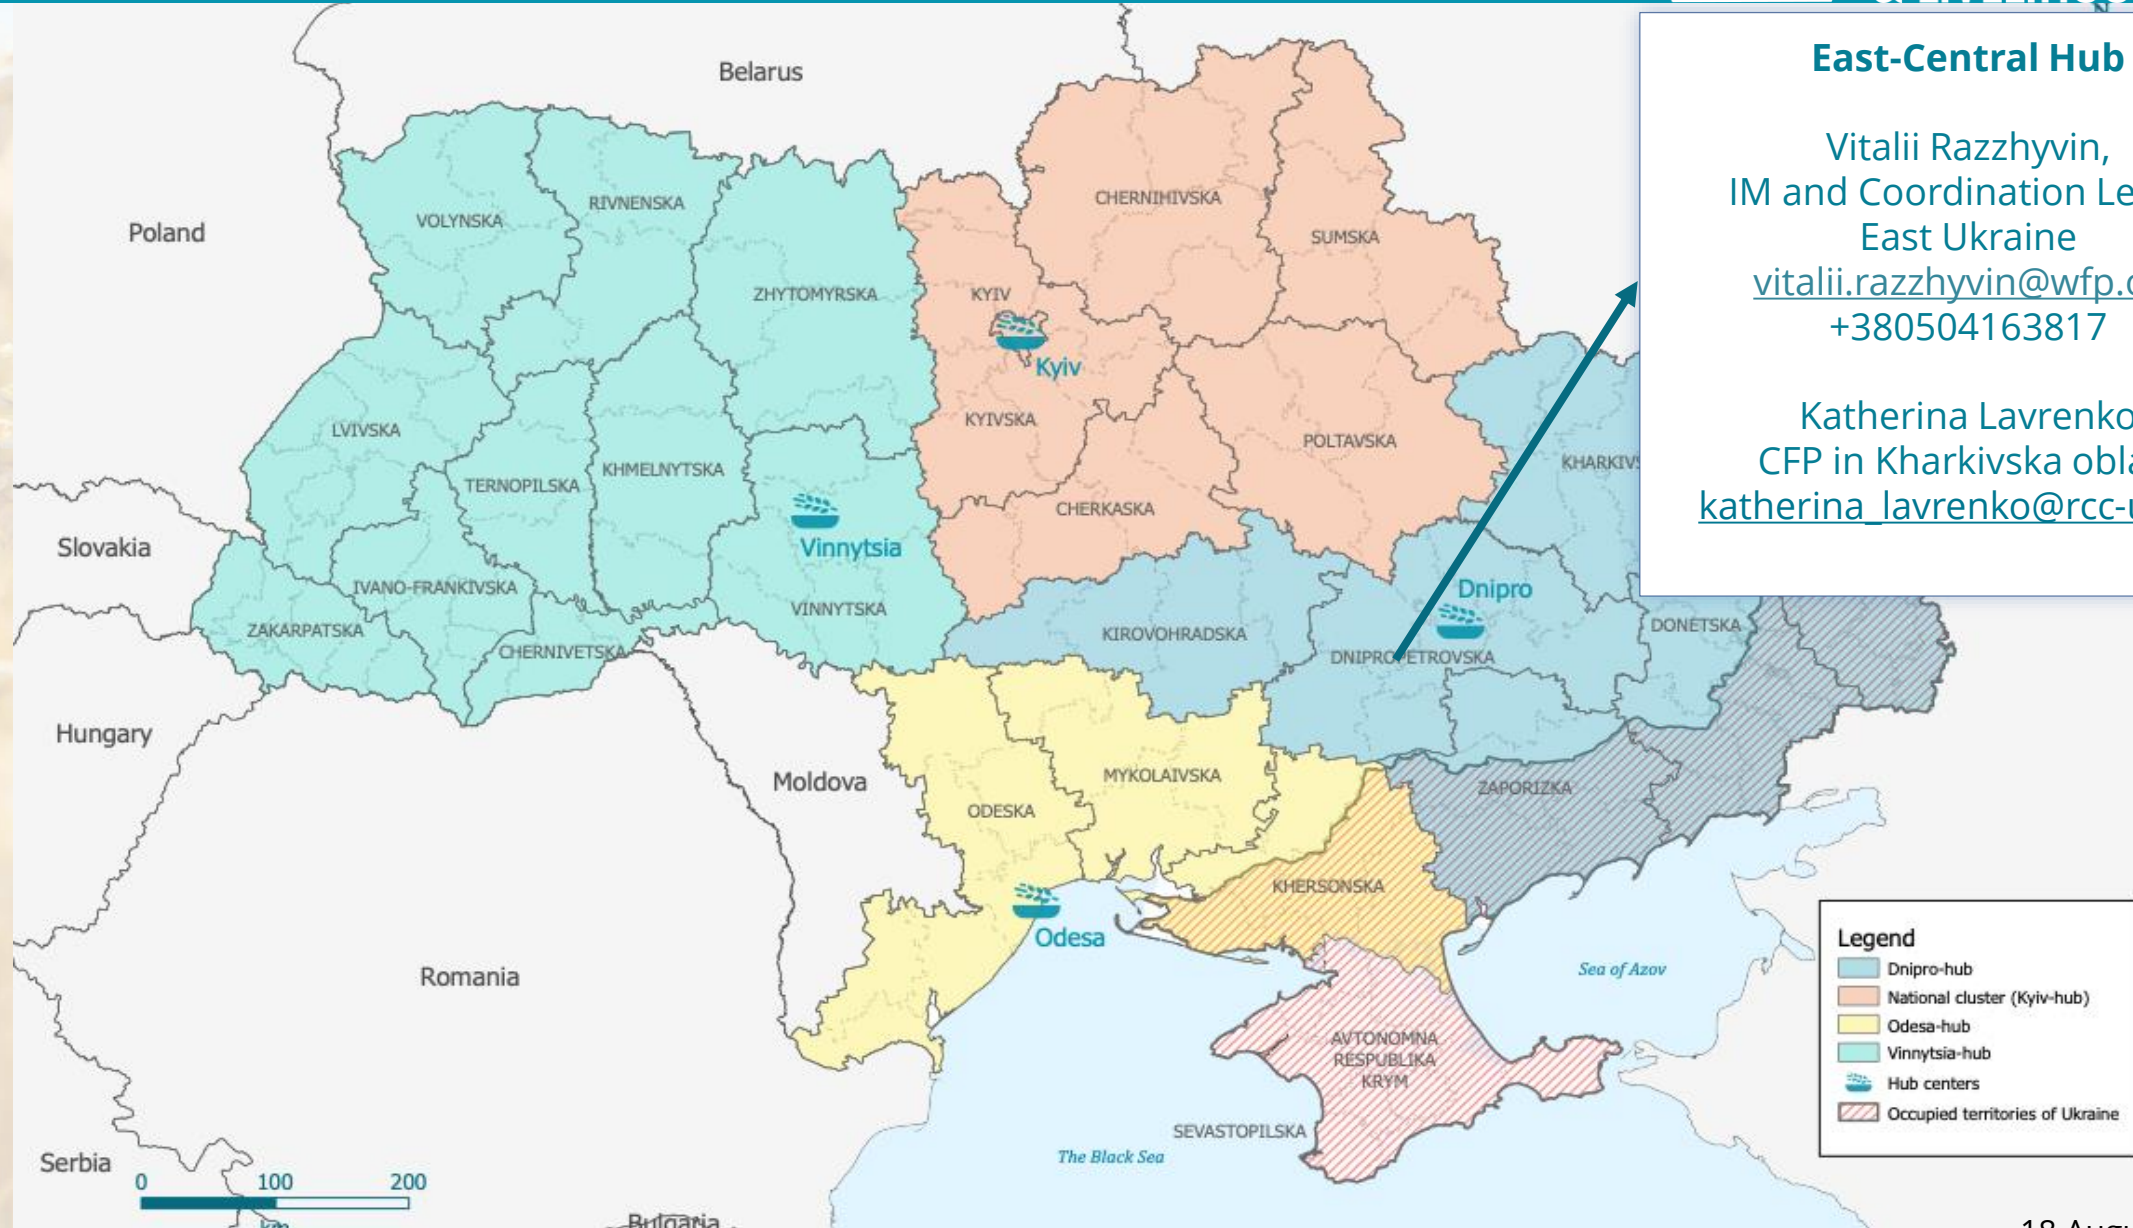 East-Central Hub
Vitalii Razzhyvin,
IM and Coordination
East Ukraine
vitalii.razzhyvin@wfp.
+380504163817
Katherina Lavrenko
CFP in Kharkivska
katherina_lavrenko@rcc-
Belarus
Poland
Slovakia
Hungary
Romania
Moldova
Serbia
Bulgaria
VOLYNSKA
RIVNENSKA
ZHYTOMYRSKA
KYIV
Kyiv
KYIVSKA
CHERNIHIVSKA
SUMSKA
POLTAVSKA
CHERKASKA
LVIVSKA
TERNOPILSKA
KHMELNYTSKA
Vinnytsia
VINNYTSKA
IVANO-FRANKIVSKA
ZAKARPATSKA
CHERNIVETSKA
KIROVOHRADSKA
Dnipro
DNIPROPETROVSKA
DONETSKA
ZAPORIZKA
MYKOLAIVSKA
ODESKA
Odesa
KHERSONSKA
AVTONOMNA
RESPUBLIKA
KRYM
SEVASTOPILSKA
Sea of Azov
The Black Sea
Legend
Dnipro-hub
National cluster (Kyiv-hub)
Odesa-hub
Vinnytsia-hub
Hub centers
Occupied territories of Ukraine
0 100 200
km
18